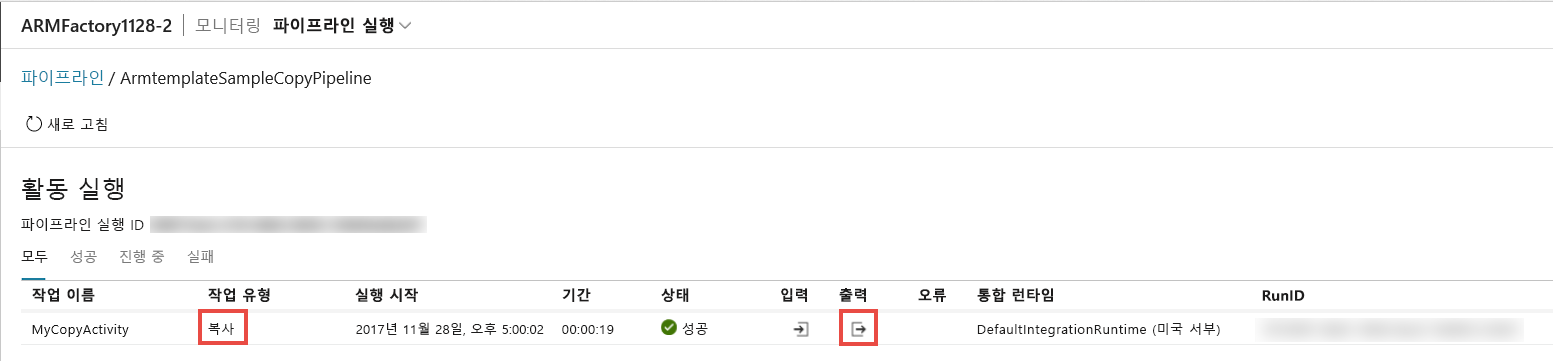 ARMFactory1128-2 모니터링 파이프라인 실행
파이프라인 / ArmtemplateSampleCopyPipeline
새로 고침
활동 실행
파이프라인 실행 ID
모두 성공 진행 중 실패
작업 이름 작업 유형 실행 시작 기간 상태 입력 출력 오류 통합 런타임 RunID
MyCopyActivity 복사 2017년 11월 28일, 오후 5:00:02 00:00:19 성공 DefaultIntegrationRuntime (미국 서부)